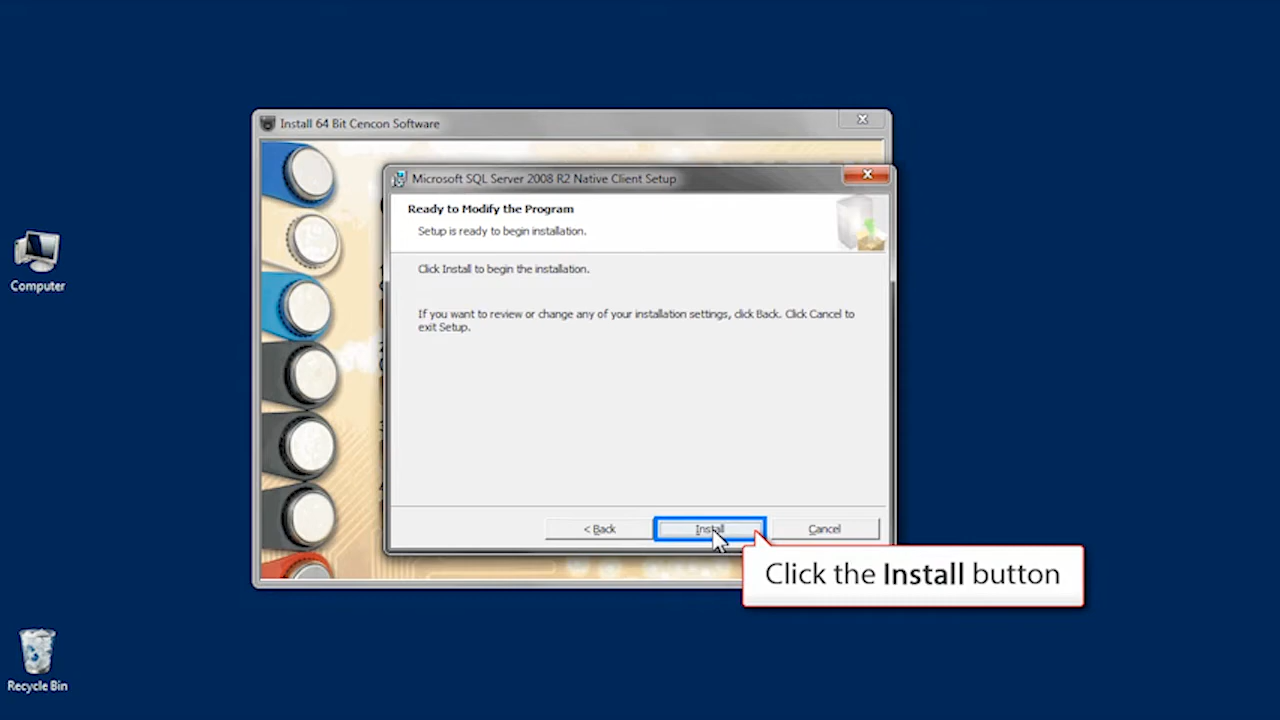 Install 64 Bit Cencon Software
Microsoft SQL Server 2008 R2 Native Client Setup
Ready to Modify the Program
Setup is ready to begin installation.
Click Install to begin the installation.
If you want to review or change any of your installation settings, click Back. Click Cancel to
exit Setup.
< Back
Install
Cancel
Click the Install button
Computer
Recycle Bin